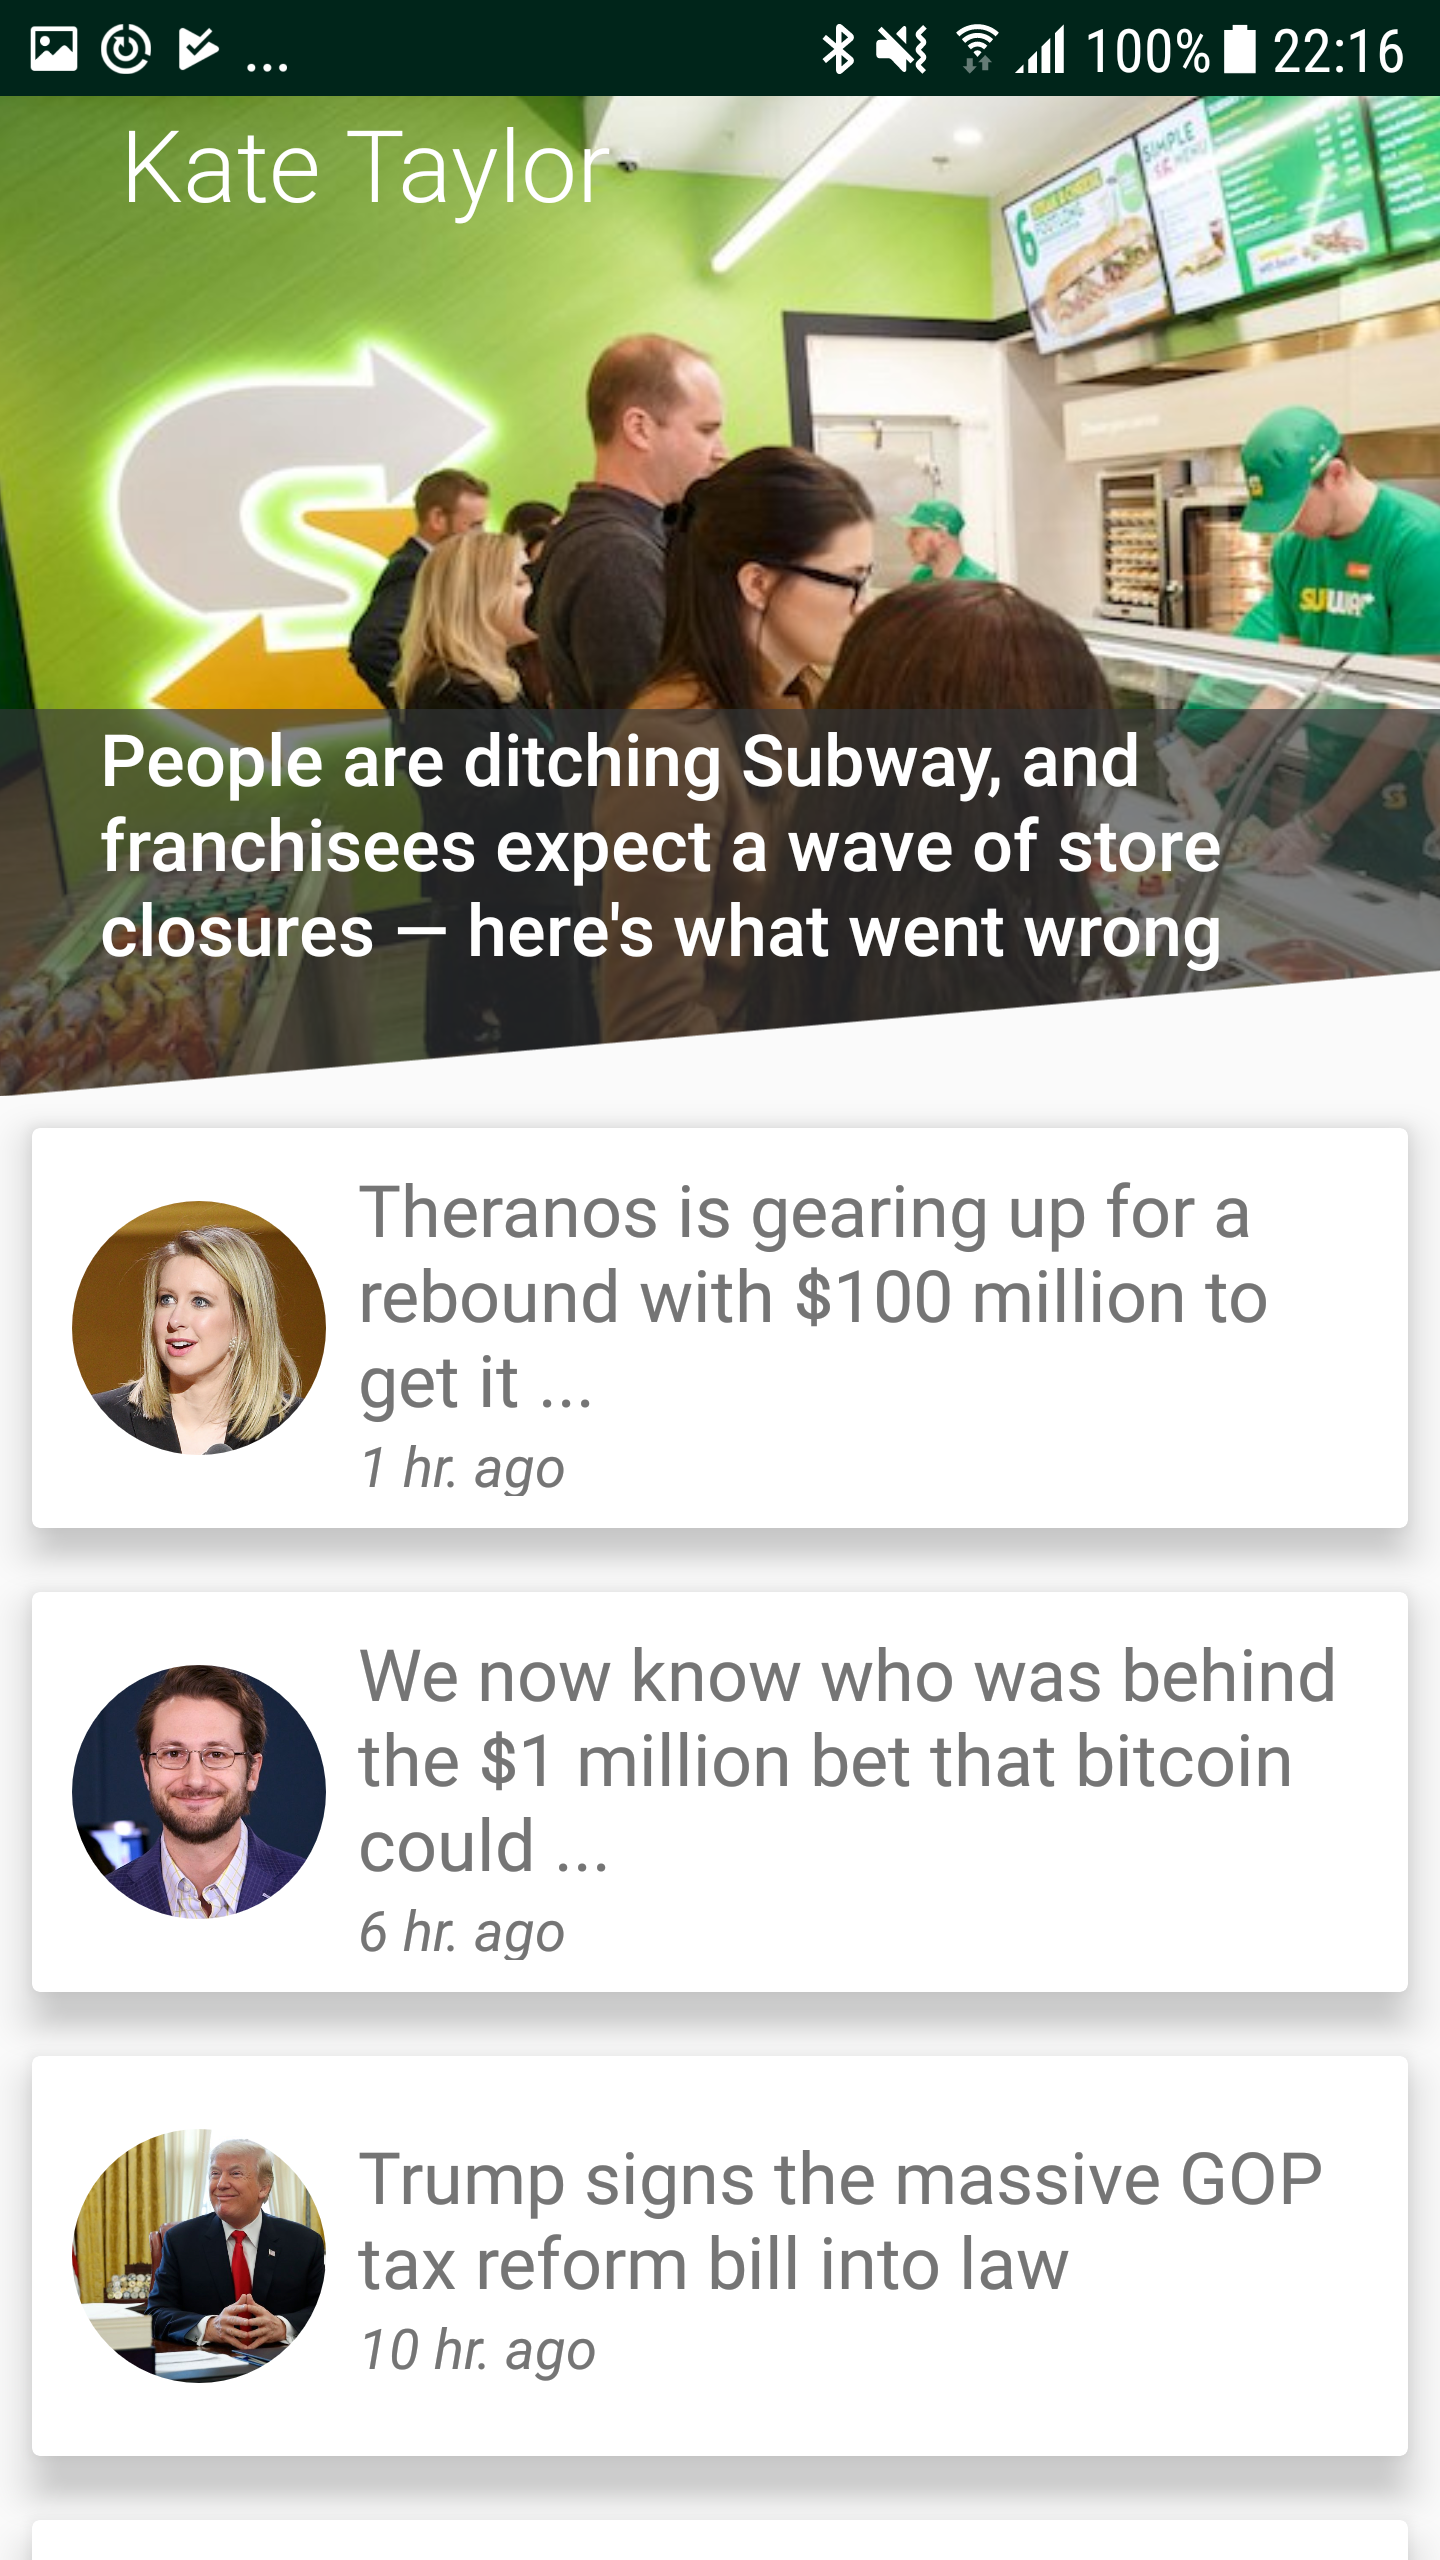 ... 100% 22:16
Kate Taylor
SIMPLE
6
SUBWAY
People are ditching Subway, and
franchisees expect a wave of store
closures — here's what went wrong
Theranos is gearing up for a
rebound with $100 million to
get it ...
1 hr. ago
We now know who was behind
the $1 million bet that bitcoin
could ...
6 hr. ago
Trump signs the massive GOP
tax reform bill into law
10 hr. ago